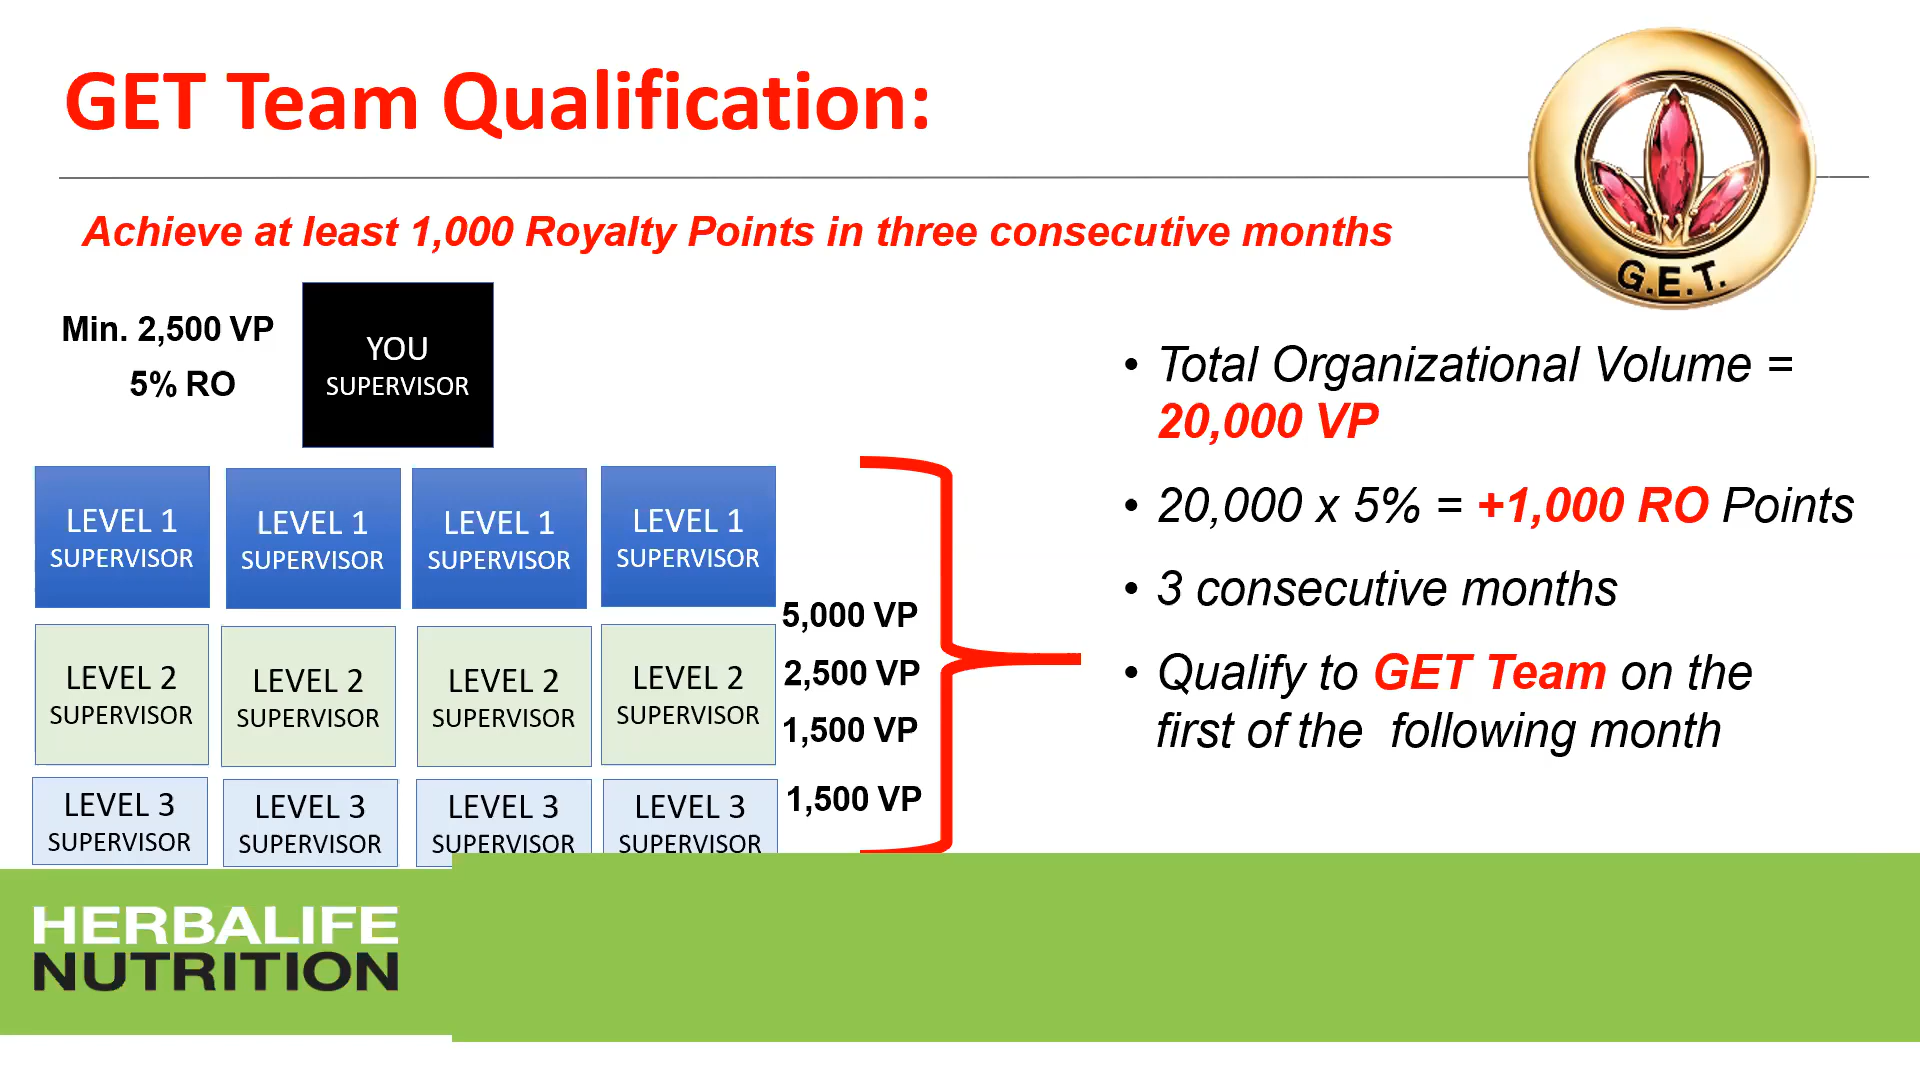 GET Team Qualification:
G.E.T.
Achieve at least 1,000 Royalty Points in three consecutive months
Min. 2,500 VP
5% RO
YOU
SUPERVISOR
LEVEL 1
SUPERVISOR
LEVEL 1
SUPERVISOR
LEVEL 1
SUPERVISOR
LEVEL 1
SUPERVISOR
LEVEL 2
SUPERVISOR
LEVEL 2
SUPERVISOR
LEVEL 2
SUPERVISOR
LEVEL 2
SUPERVISOR
LEVEL 3
SUPERVISOR
LEVEL 3
SUPERVISOR
LEVEL 3
SUPERVISOR
LEVEL 3
SUPERVISOR
5,000 VP
2,500 VP
1,500 VP
1,500 VP
• Total Organizational Volume =
20,000 VP
• 20,000 x 5% = +1,000 RO Points
• 3 consecutive months
• Qualify to GET Team on the
first of the following month
HERBALIFE
NUTRITION